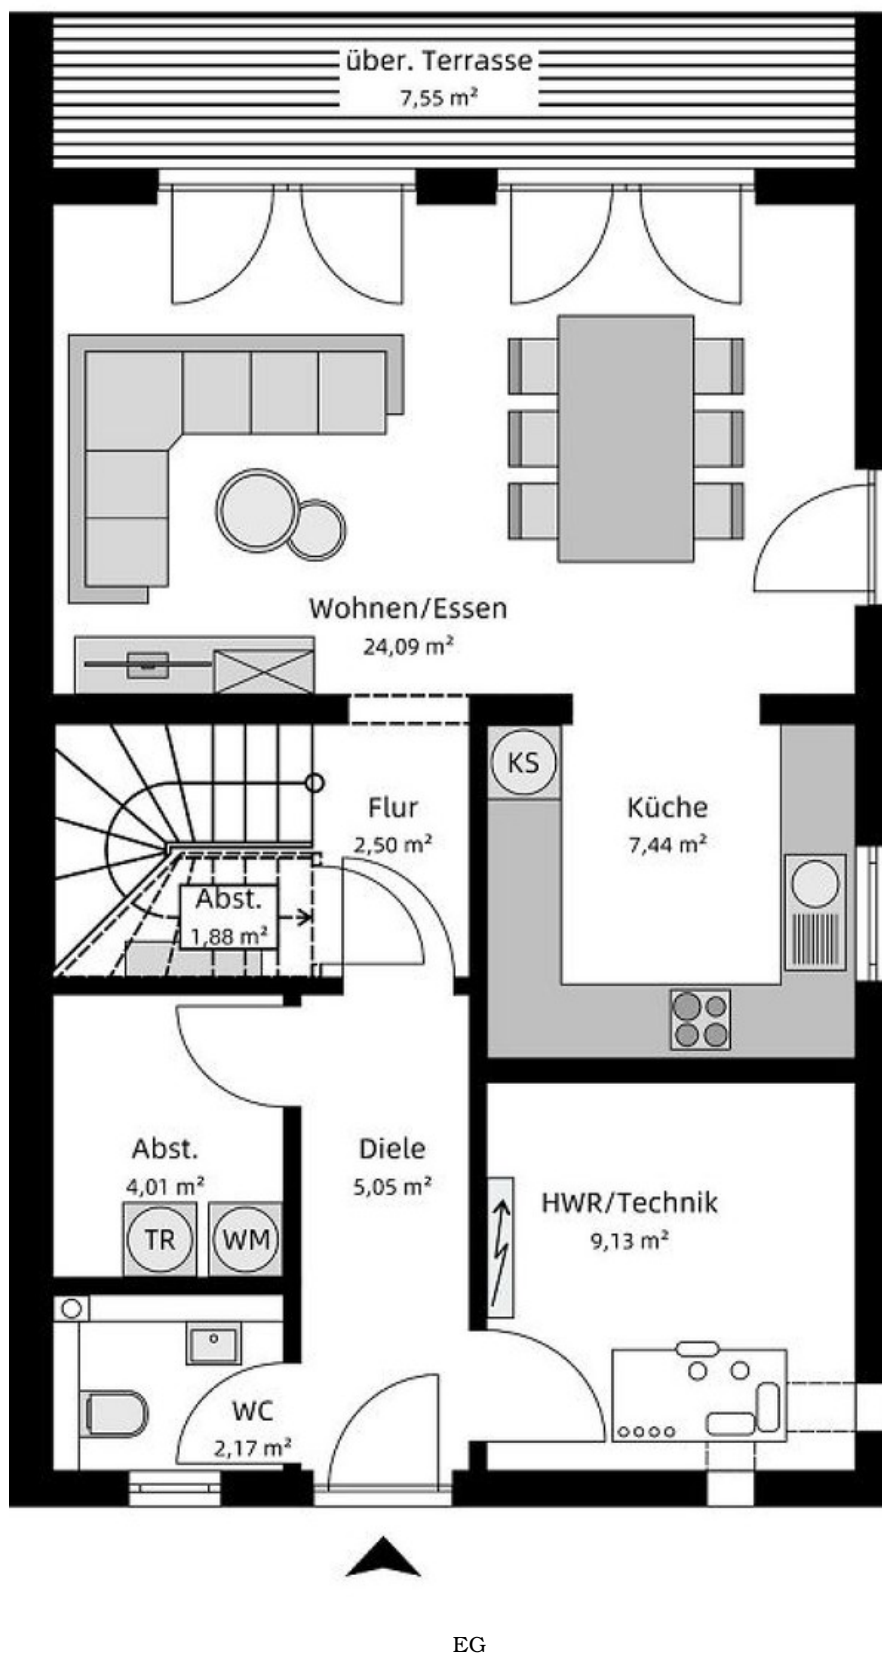 über. Terrasse
7,55 m²
Wohnen/Essen
24,09 m²
KS
Flur
2,50 m²
Küche
7,44 m²
Abst.
1,88 m²
Abst.
4,01 m²
Diele
5,05 m²
HWR/Technik
9,13 m²
TR
WM
WC
2,17 m²
EG